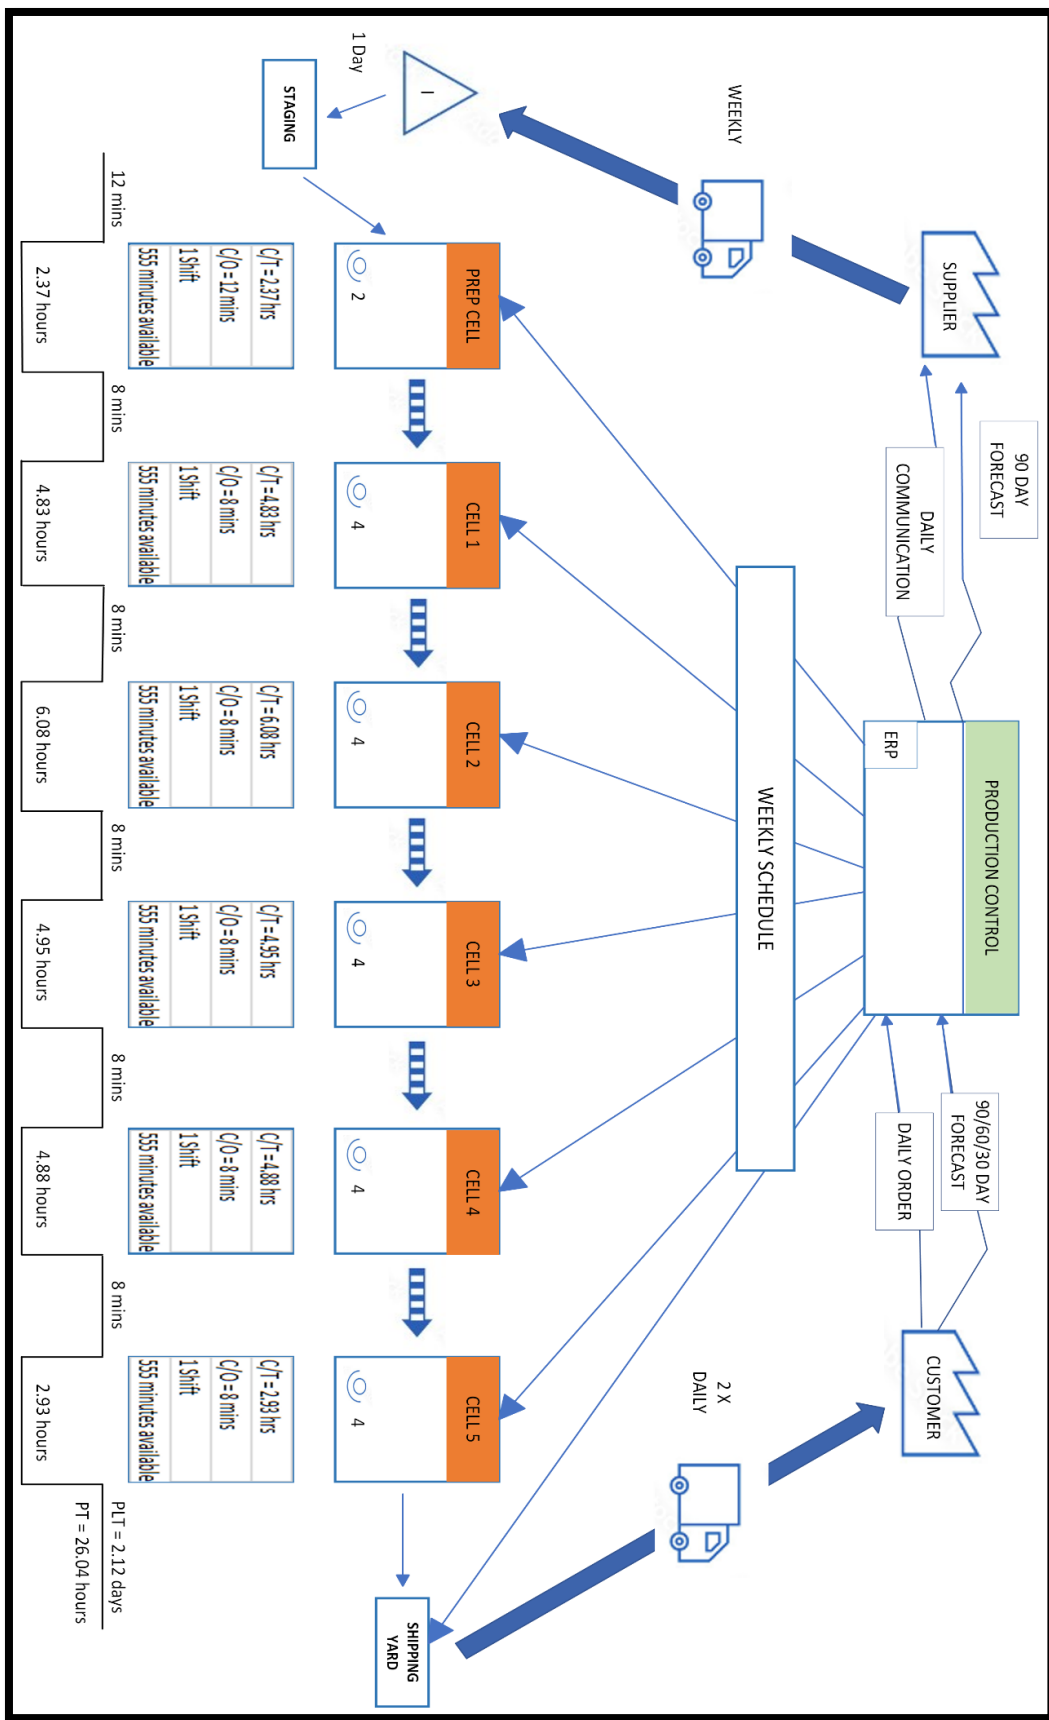 SUPPLIER
90 DAY
FORECAST
DAILY
COMMUNICATION
PRODUCTION CONTROL
ERP
90/60/30 DAY
FORECAST
DAILY ORDER
CUSTOMER
WEEKLY
WEEKLY SCHEDULE
2 X
DAILY
I
1 Day
STAGING
PREP CELL
2
CELL 1
4
CELL 2
4
CELL 3
4
CELL 4
4
CELL 5
4
SHIPPING
YARD
C/T = 2.37 hrs
C/O = 12 mins
1 Shift
555 minutes available
C/T = 4.83 hrs
C/O = 8 mins
1 Shift
555 minutes available
C/T = 6.08 hrs
C/O = 8 mins
1 Shift
555 minutes available
C/T = 4.95 hrs
C/O = 8 mins
1 Shift
555 minutes available
C/T = 4.88 hrs
C/O = 8 mins
1 Shift
555 minutes available
C/T = 2.93 hrs
C/O = 8 mins
1 Shift
555 minutes available
12 mins
2.37 hours
8 mins
4.83 hours
8 mins
6.08 hours
8 mins
4.95 hours
8 mins
4.88 hours
8 mins
2.93 hours
PLT = 2.12 days
PT = 26.04 hours